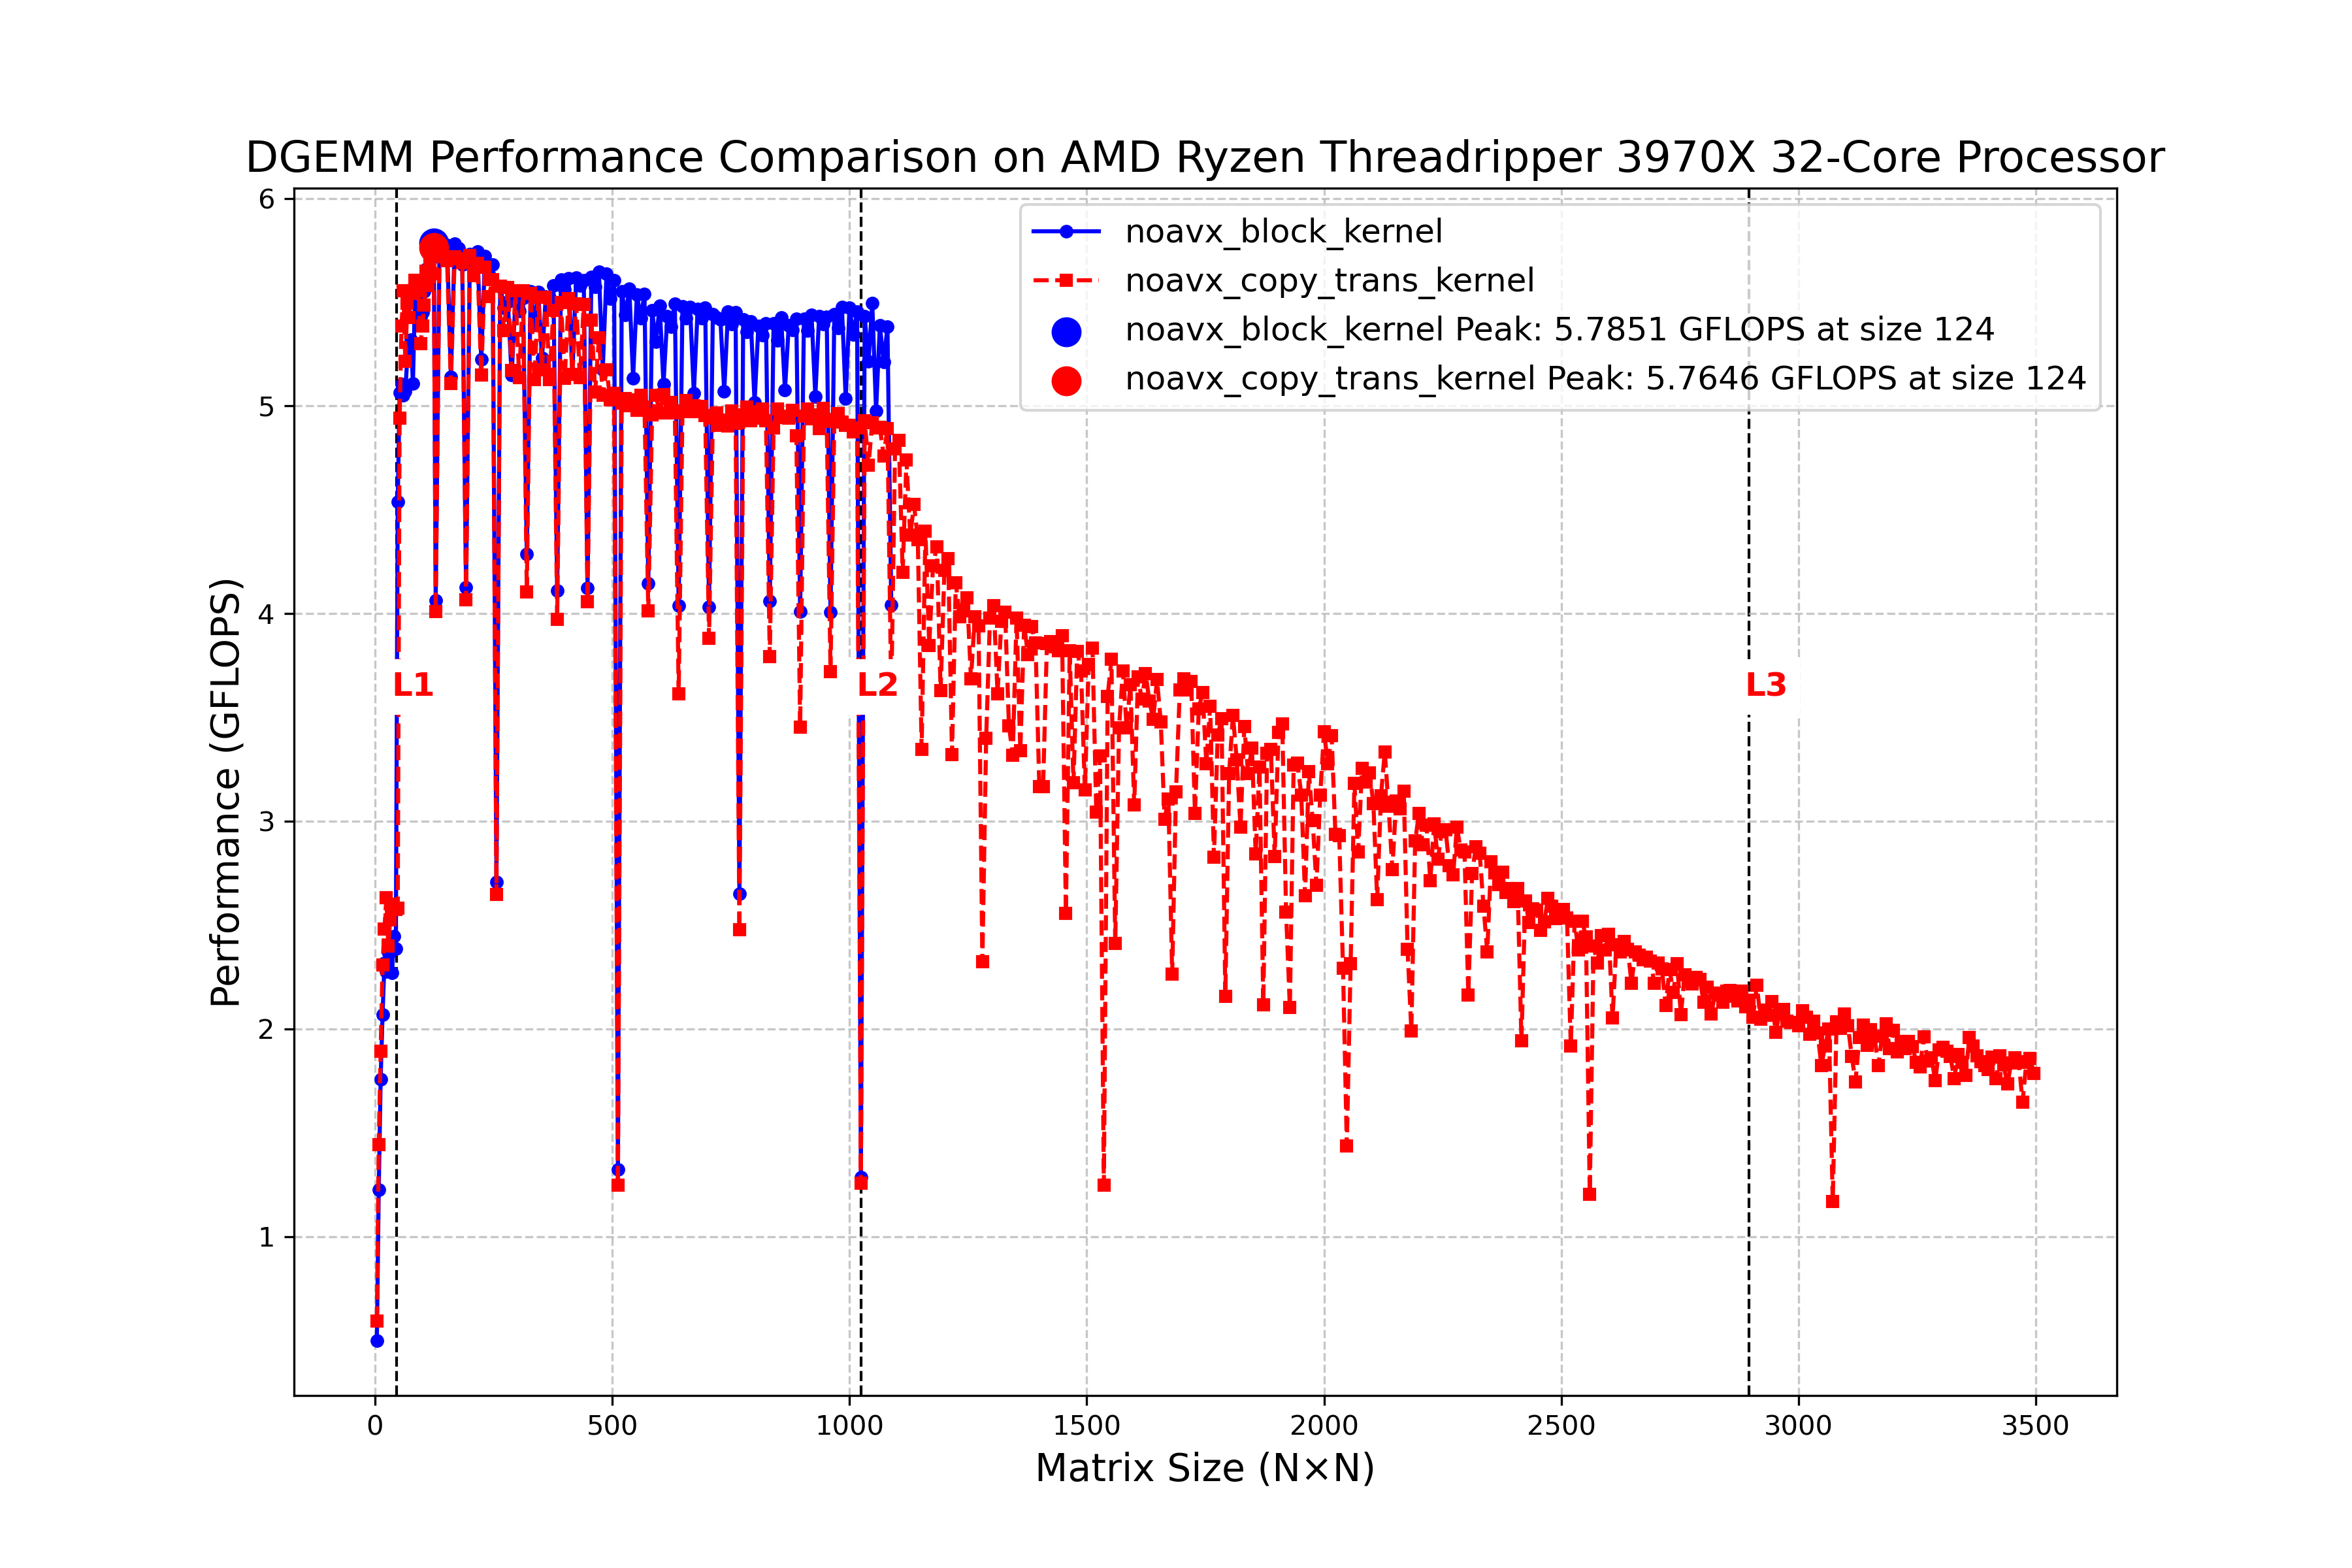 DGEMM Performance Comparison on AMD Ryzen Threadripper 3970X 32-Core Processor
noavx_block_kernel
noavx_copy_trans_kernel
noavx_block_kernel Peak: 5.7851 GFLOPS at size 124
noavx_copy_trans_kernel Peak: 5.7646 GFLOPS at size 124
Performance (GFLOPS)
6
5
4
3
2
1
L1
L2
L3
0
500
1000
1500
2000
2500
3000
3500
Matrix Size (N×N)